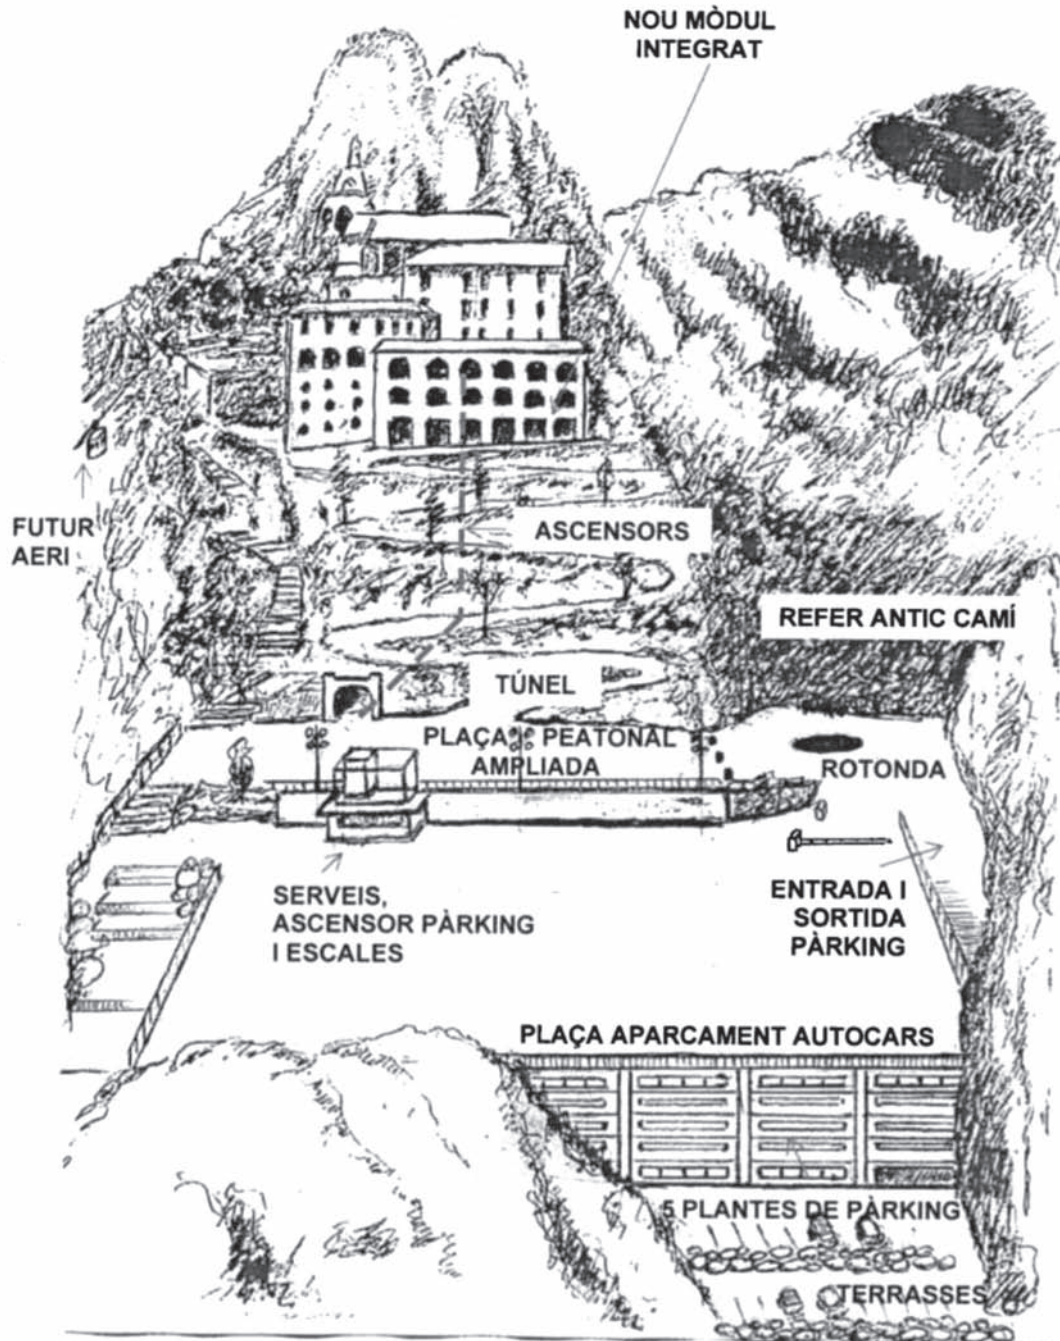 NOU MÒDUL
INTEGRAT
FUTUR
AERI
ASCENSORS
REFER ANTIC CAMÍ
TÚNEL
PLAÇA PEATONAL
AMPLIADA
ROTONDA
SERVEIS,
ASCENSOR PÀRKING
I ESCALES
ENTRADA I
SORTIDA
PÀRKING
PLAÇA APARCAMENT AUTOCARS
5 PLANTES DE PÀRKING
TERRASSES